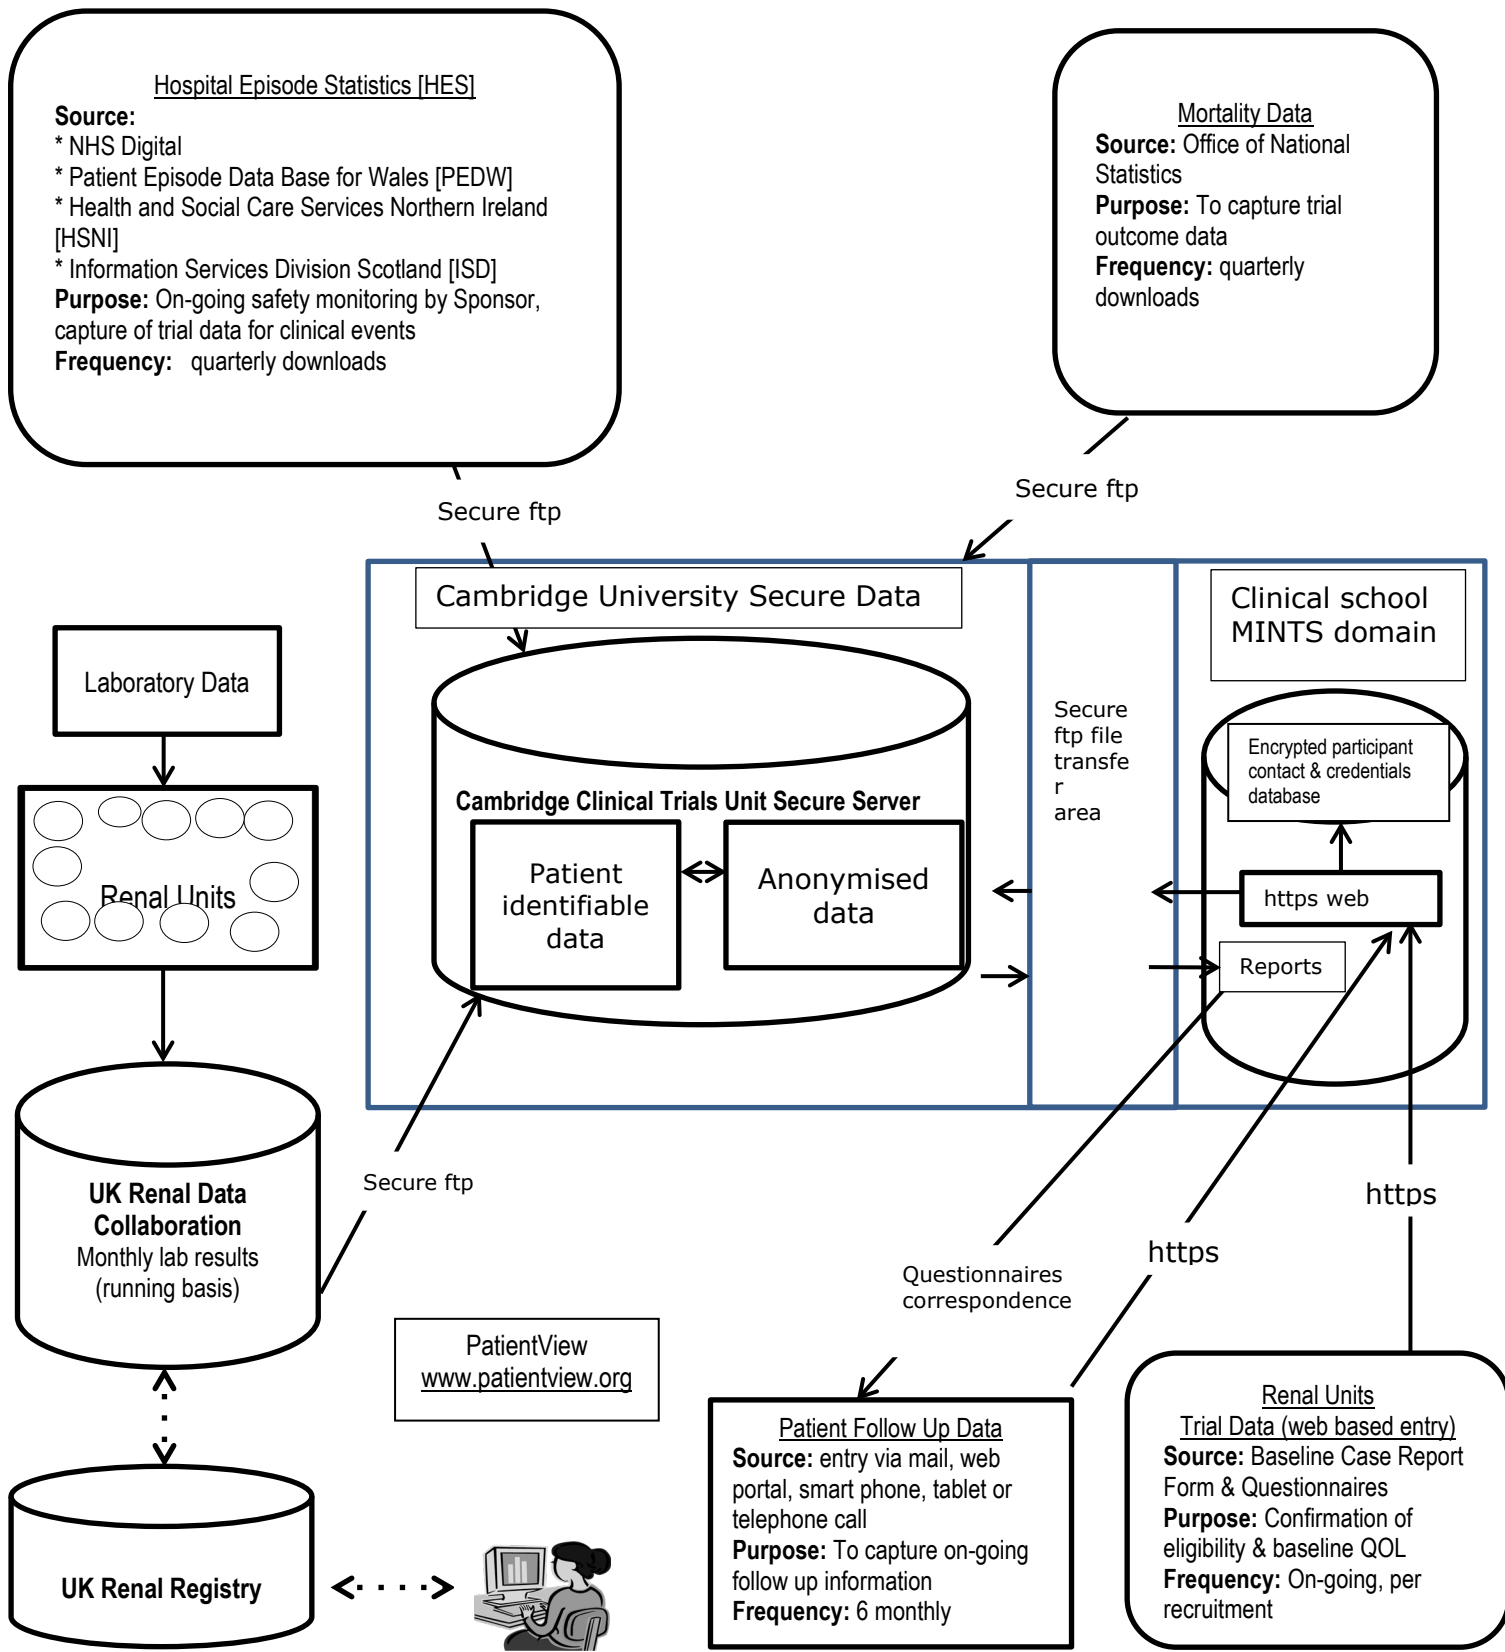 Hospital Episode Statistics [HES]
Source:
* NHS Digital
* Patient Episode Data Base for Wales [PEDW]
* Health and Social Care Services Northern Ireland
[HSNI]
* Information Services Division Scotland [ISD]
Purpose: On-going safety monitoring by Sponsor,
capture of trial data for clinical events
Frequency: quarterly downloads
Mortality Data
Source: Office of National
Statistics
Purpose: To capture trial
outcome data
Frequency: quarterly
downloads
Secure ftp
Secure ftp
Cambridge University Secure Data
Clinical school
MINTS domain
Laboratory Data
Renal Units
Cambridge Clinical Trials Unit Secure Server
Patient
identifiable
data
Anonymised
data
Secure
ftp file
transfe
r
area
Encrypted participant
contact & credentials
database
https web
Reports
UK Renal Data
Collaboration
Monthly lab results
(running basis)
Secure ftp
https
https
Questionnaires
correspondence
PatientView
www.patientview.org
UK Renal Registry
Patient Follow Up Data
Source: entry via mail, web
portal, smart phone, tablet or
telephone call
Purpose: To capture on-going
follow up information
Frequency: 6 monthly
Renal Units
Trial Data (web based entry)
Source: Baseline Case Report
Form & Questionnaires
Purpose: Confirmation of
eligibility & baseline QOL
Frequency: On-going, per
recruitment